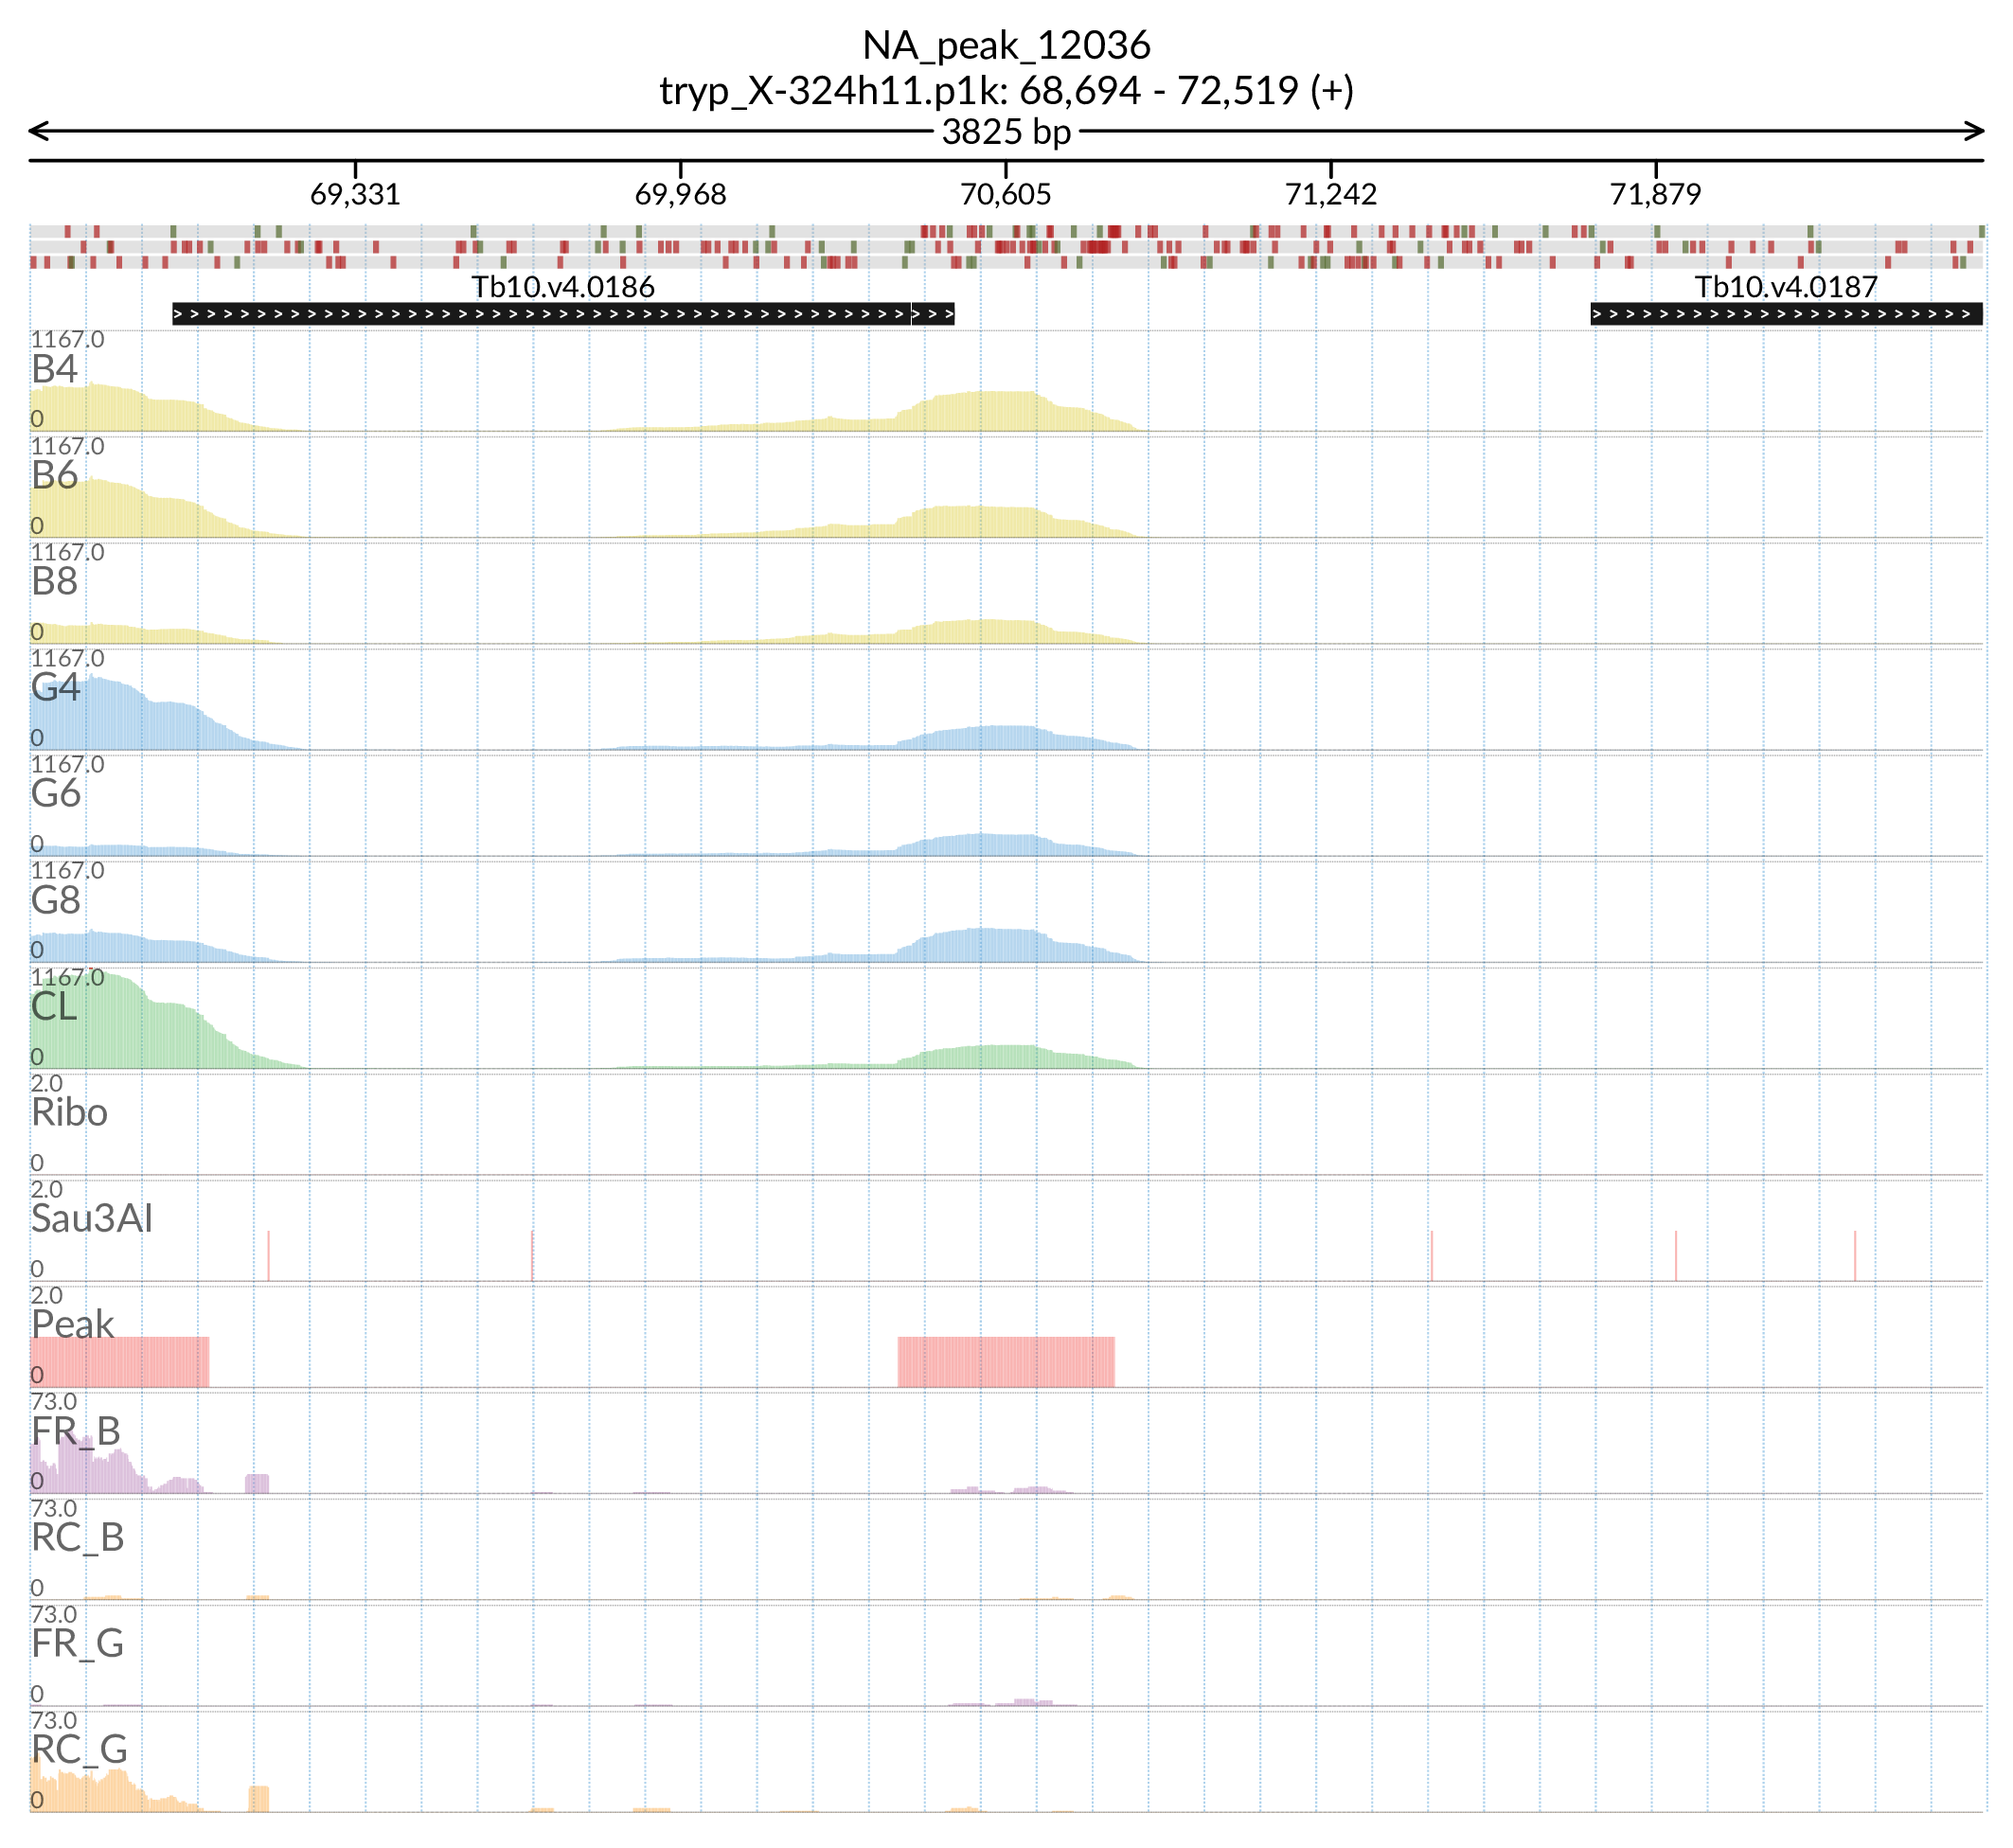 NA_peak_12036
tryp_X-324h11.p1k: 68,694 - 72,519 (+)
3825 bp
69,331 69,968 70,605 71,242 71,879
Tb10.v4.0186 Tb10.v4.0187
1167.0
B4
0
1167.0
B6
0
1167.0
B8
0
1167.0
G4
0
1167.0
G6
0
1167.0
G8
0
1167.0
CL
0
2.0
Ribo
0
2.0
Sau3AI
0
2.0
Peak
0
73.0
FR_B
0
73.0
RC_B
0
73.0
FR_G
0
73.0
RC_G
0